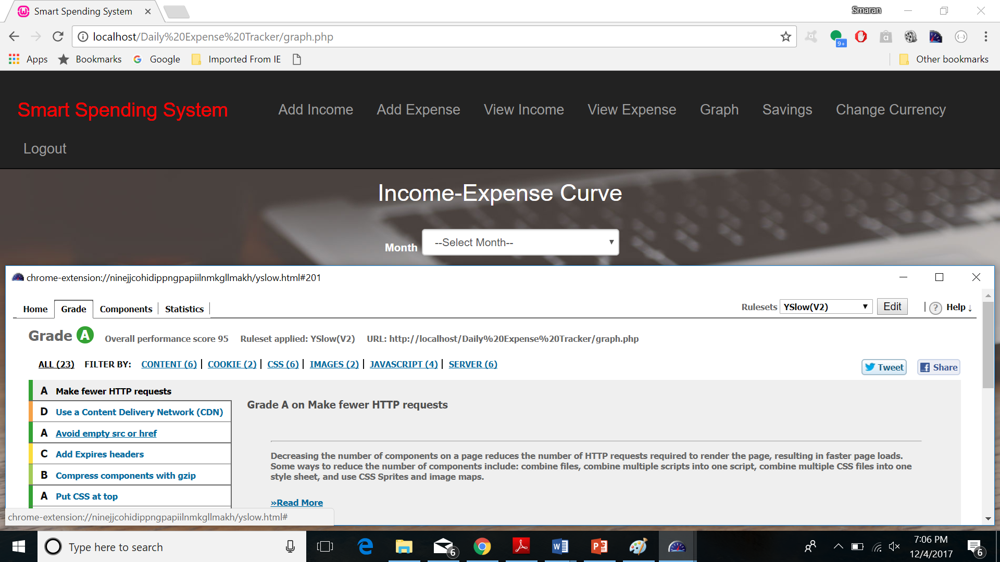 Smart Spending System
Smaran
localhost/Daily%20Expense%20Tracker/graph.php
9+
Apps
Bookmarks
Google
Imported From IE
Other bookmarks
Smart Spending System
Add Income
Add Expense
View Income
View Expense
Graph
Savings
Change Currency
Logout
Income-Expense Curve
Month
--Select Month--
chrome-extension://ninejjcohidippngpapiilnmkgllmakh/yslow.html#201
Home
Grade
Components
Statistics
Rulesets
YSlow(V2)
Edit
? Help ↓
Grade A
Overall performance score 95
Ruleset applied: YSlow(V2)
URL: http://localhost/Daily%20Expense%20Tracker/graph.php
ALL (23) FILTER BY: CONTENT (6) | COOKIE (2) | CSS (6) | IMAGES (2) | JAVASCRIPT (4) | SERVER (6)
Tweet
Share
A Make fewer HTTP requests
D Use a Content Delivery Network (CDN)
A Avoid empty src or href
C Add Expires headers
B Compress components with gzip
A Put CSS at top
Grade A on Make fewer HTTP requests
Decreasing the number of components on a page reduces the number of HTTP requests required to render the page, resulting in faster page loads.
Some ways to reduce the number of components include: combine files, combine multiple scripts into one script, combine multiple CSS files into one
style sheet, and use CSS Sprites and image maps.
»Read More
chrome-extension://ninejjcohidippngpapiilnmkgllmakh/yslow.html#
Type here to search
6
7:06 PM
12/4/2017
6